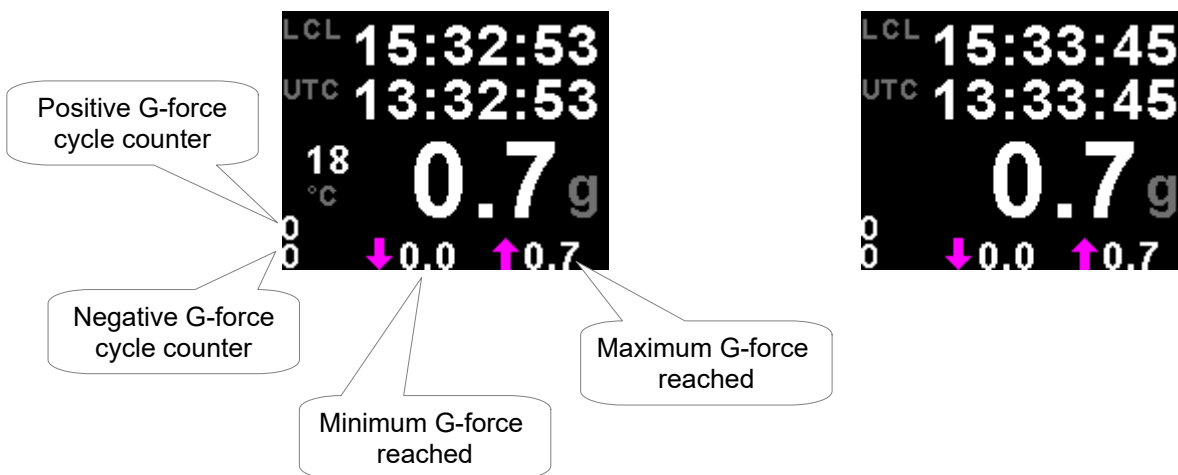 LCL 15:32:53
UTC 13:32:53
18
°C
0.7 g
0
0
0.0 0.7
LCL 15:33:45
UTC 13:33:45
0.7 g
0
0
0.0 0.7
Positive G-force
cycle counter
Negative G-force
cycle counter
Minimum G-force
reached
Maximum G-force
reached